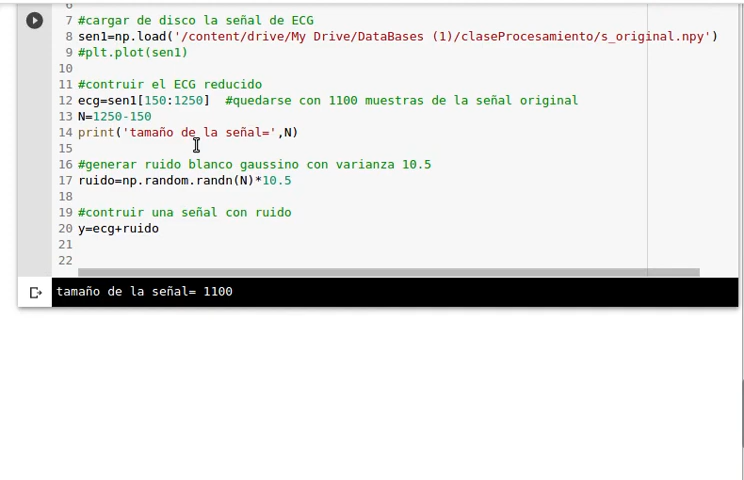 6
7 #cargar de disco la señal de ECG
8 sen1=np.load('/content/drive/My Drive/DataBases (1)/claseProcesamiento/s_original.npy')
9 #plt.plot(sen1)
10
11 #contruir el ECG reducido
12 ecg=sen1[150:1250]  #quedarse con 1100 muestras de la señal original
13 N=1250-150
14 print('tamaño de la señal=',N)
15
16 #generar ruido blanco gaussino con varianza 10.5
17 ruido=np.random.randn(N)*10.5
18
19 #contruir una señal con ruido
20 y=ecg+ruido
21
22
tamaño de la señal= 1100